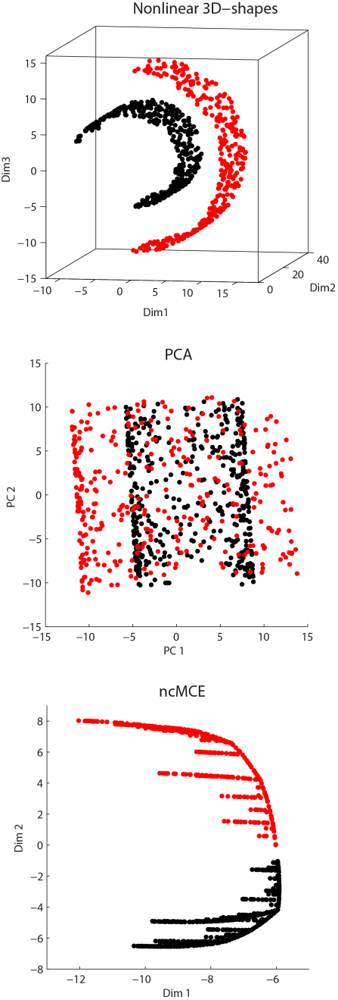 Nonlinear 3D−shapes
15
10
5
0
−5
−10
−15
Dim3
−10 −5 0 5 10 15
Dim1
0 20 40
Dim2
PCA
15
10
5
0
−5
−10
−15
PC 2
−15 −10 −5 0 5 10 15
PC 1
ncMCE
8
6
4
2
0
−2
−4
−6
−8
Dim 2
−12 −10 −8 −6
Dim 1